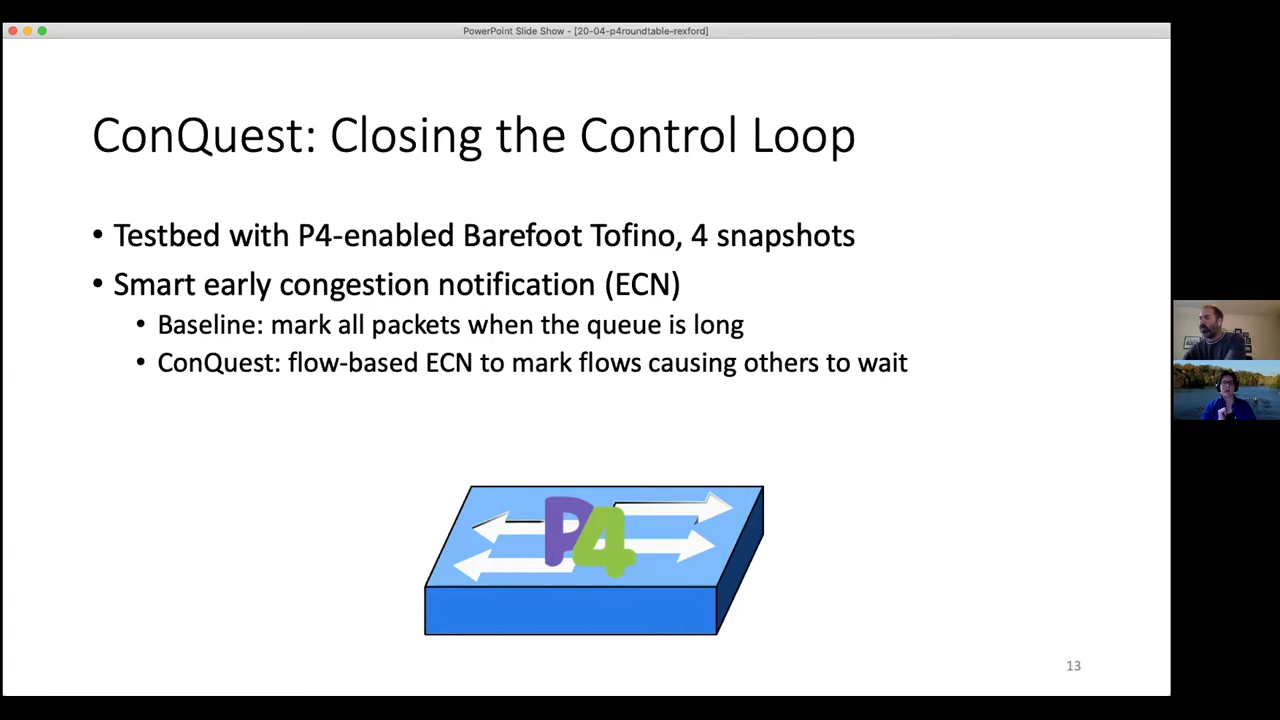 PowerPoint Slide Show - [20-04-p4roundtable-rexford]
ConQuest: Closing the Control Loop
• Testbed with P4-enabled Barefoot Tofino, 4 snapshots
• Smart early congestion notification (ECN)
• Baseline: mark all packets when the queue is long
• ConQuest: flow-based ECN to mark flows causing others to wait
P4
13